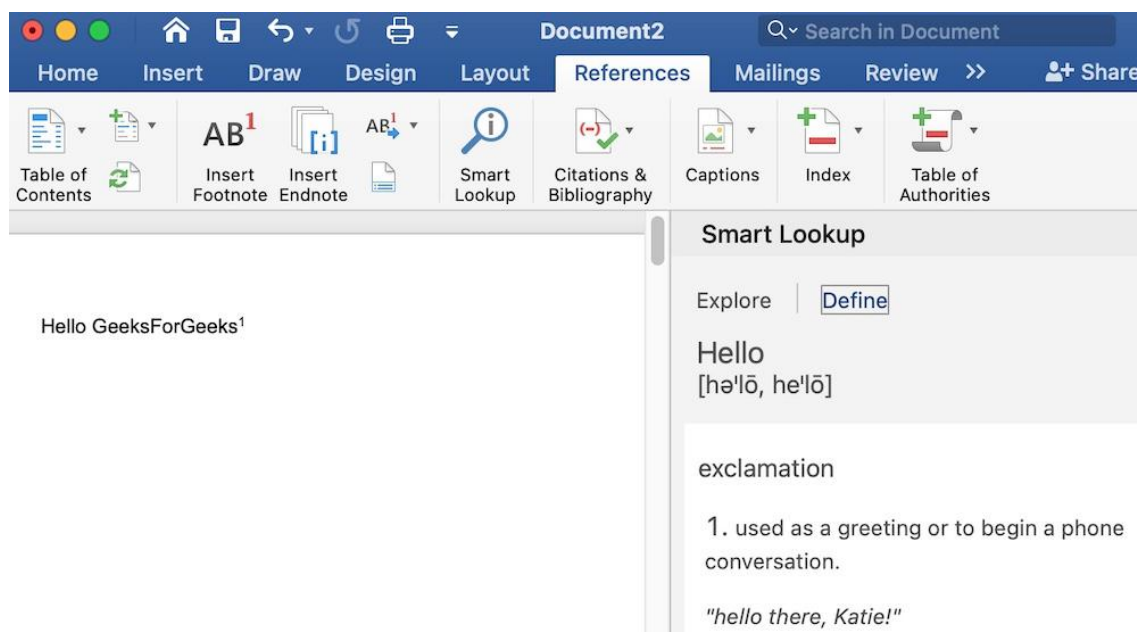 Document2
Search in Document
Home Insert Draw Design Layout References Mailings Review >> Share
AB1 [i] AB1 i (-)
Table of Contents
Insert Footnote
Insert Endnote
Smart Lookup
Citations & Bibliography
Captions
Index
Table of Authorities
Smart Lookup
Explore Define
Hello GeeksForGeeks1
Hello
[hə'lō, he'lō]
exclamation
1. used as a greeting or to begin a phone
conversation.
"hello there, Katie!"